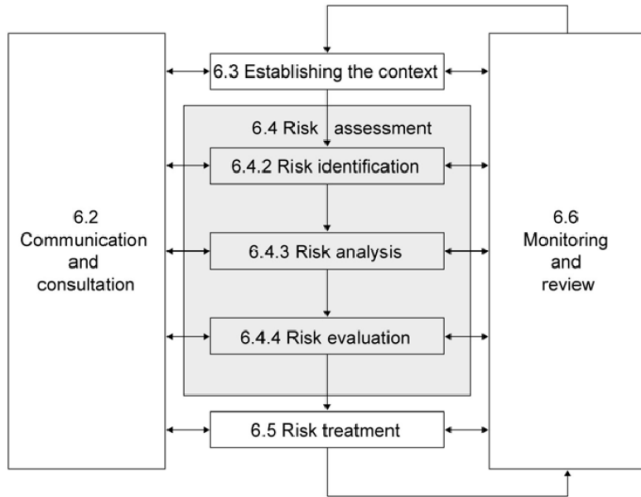 6.3 Establishing the context
6.4 Risk assessment
6.4.2 Risk identification
6.2
Communication
and
consultation
6.4.3 Risk analysis
6.6
Monitoring
and
review
6.4.4 Risk evaluation
6.5 Risk treatment